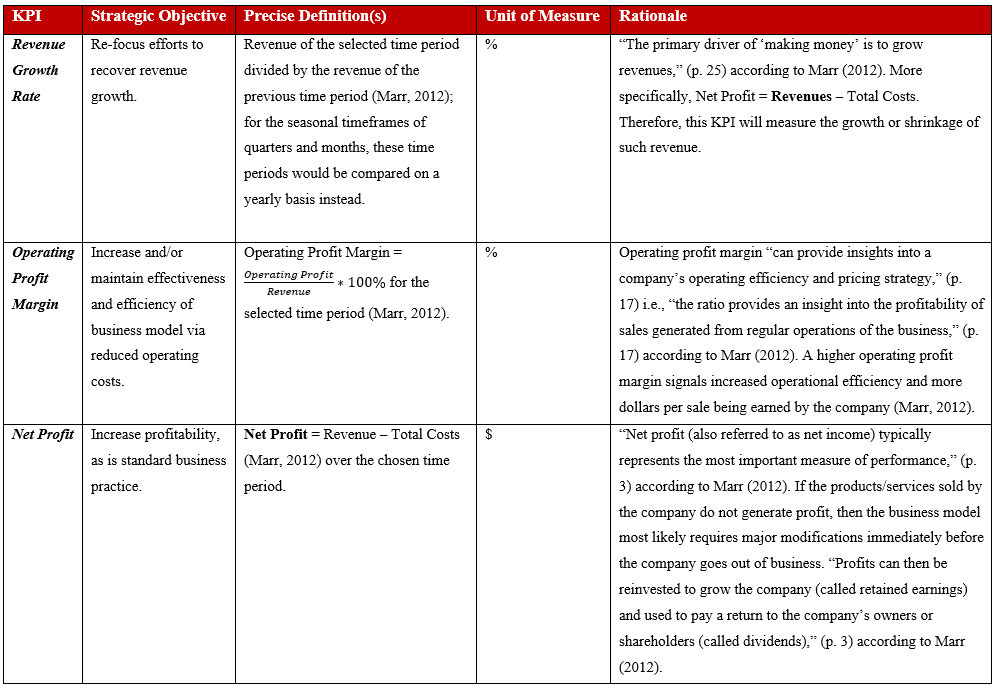 KPI
Strategic Objective
Precise Definition(s)
Unit of Measure
Rationale
Revenue
Growth
Rate
Re-focus efforts to
recover revenue
growth.
Revenue of the selected time period
divided by the revenue of the
previous time period (Marr, 2012);
for the seasonal timeframes of
quarters and months, these time
periods would be compared on a
yearly basis instead.
%
“The primary driver of ‘making money’ is to grow
revenues,” (p. 25) according to Marr (2012). More
specifically, Net Profit = Revenues – Total Costs.
Therefore, this KPI will measure the growth or shrinkage of
such revenue.
Operating
Profit
Margin
Increase and/or
maintain effectiveness
and efficiency of
business model via
reduced operating
costs.
Operating Profit Margin =
Operating Profit
Revenue
* 100% for the
selected time period (Marr, 2012).
%
Operating profit margin “can provide insights into a
company’s operating efficiency and pricing strategy,” (p.
17) i.e., “the ratio provides an insight into the profitability of
sales generated from regular operations of the business,” (p.
17) according to Marr (2012). A higher operating profit
margin signals increased operational efficiency and more
dollars per sale being earned by the company (Marr, 2012).
Net Profit
Increase profitability,
as is standard business
practice.
Net Profit = Revenue – Total Costs
(Marr, 2012) over the chosen time
period.
$
“Net profit (also referred to as net income) typically
represents the most important measure of performance,” (p.
3) according to Marr (2012). If the products/services sold by
the company do not generate profit, then the business model
most likely requires major modifications immediately before
the company goes out of business. “Profits can then be
reinvested to grow the company (called retained earnings)
and used to pay a return to the company’s owners or
shareholders (called dividends),” (p. 3) according to Marr
(2012).